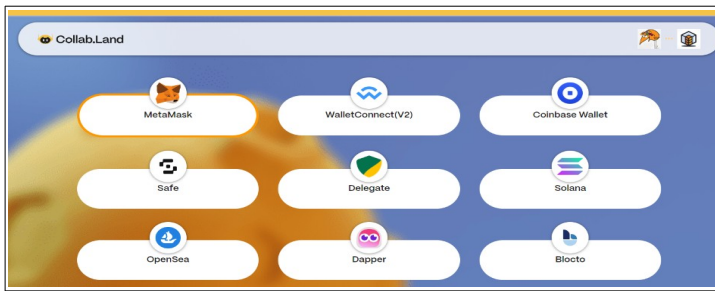 Collab.Land
MetaMask
WalletConnect(V2)
Coinbase Wallet
Safe
Delegate
Solana
OpenSea
Dapper
Blocto